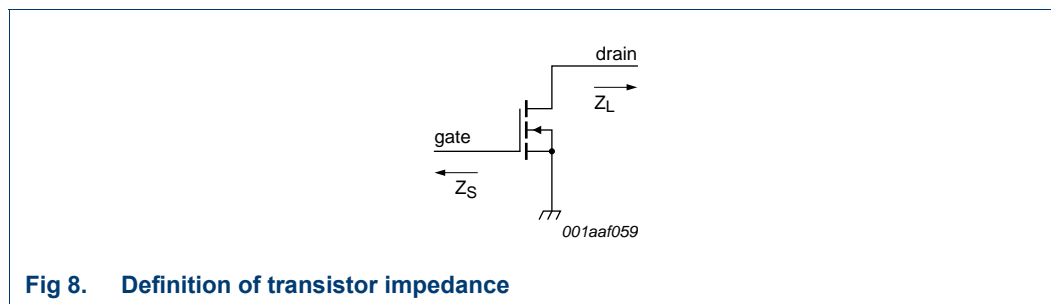 drain
Z_L
gate
Z_S
001aaf059
Fig 8. Definition of transistor impedance